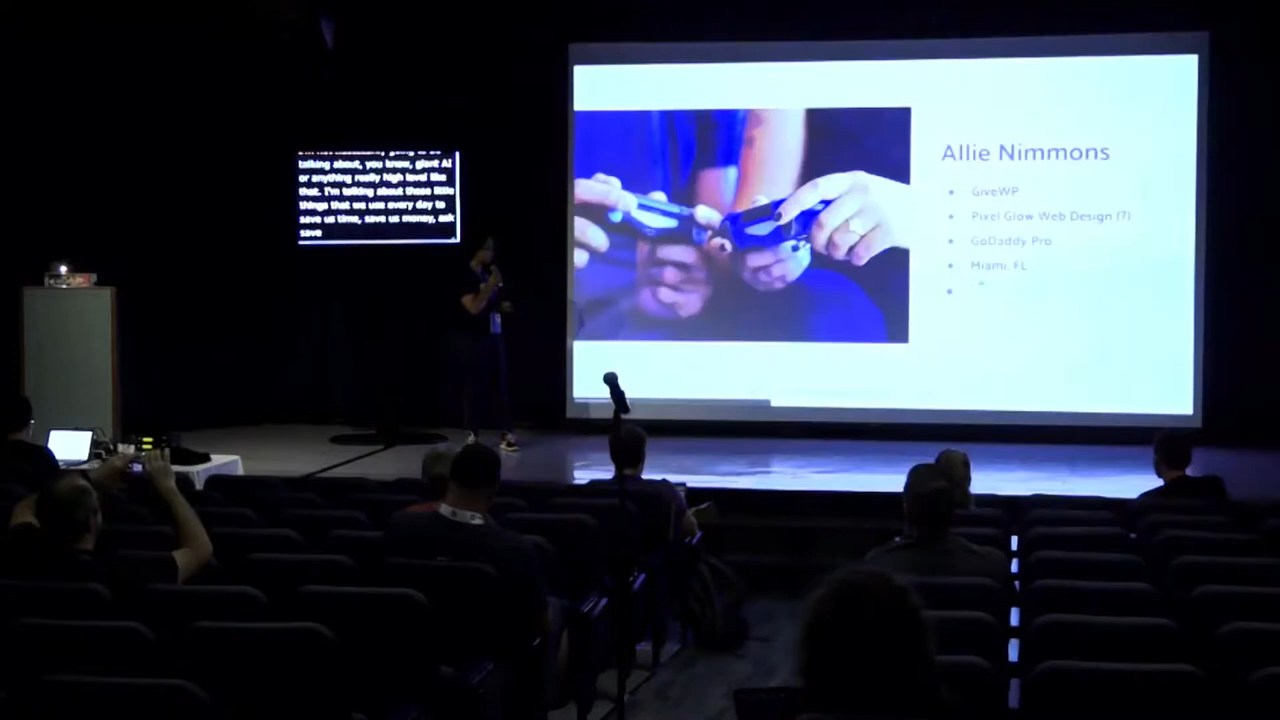 talking about, you know, giant AI
or anything really high level like
that. I'm talking about these little
things that we use every day to
save us time, save us money, ask
save
Allie Nimmons
GiveWP
Pixel Glow Web Design (?)
GoDaddy Pro
Miami, FL